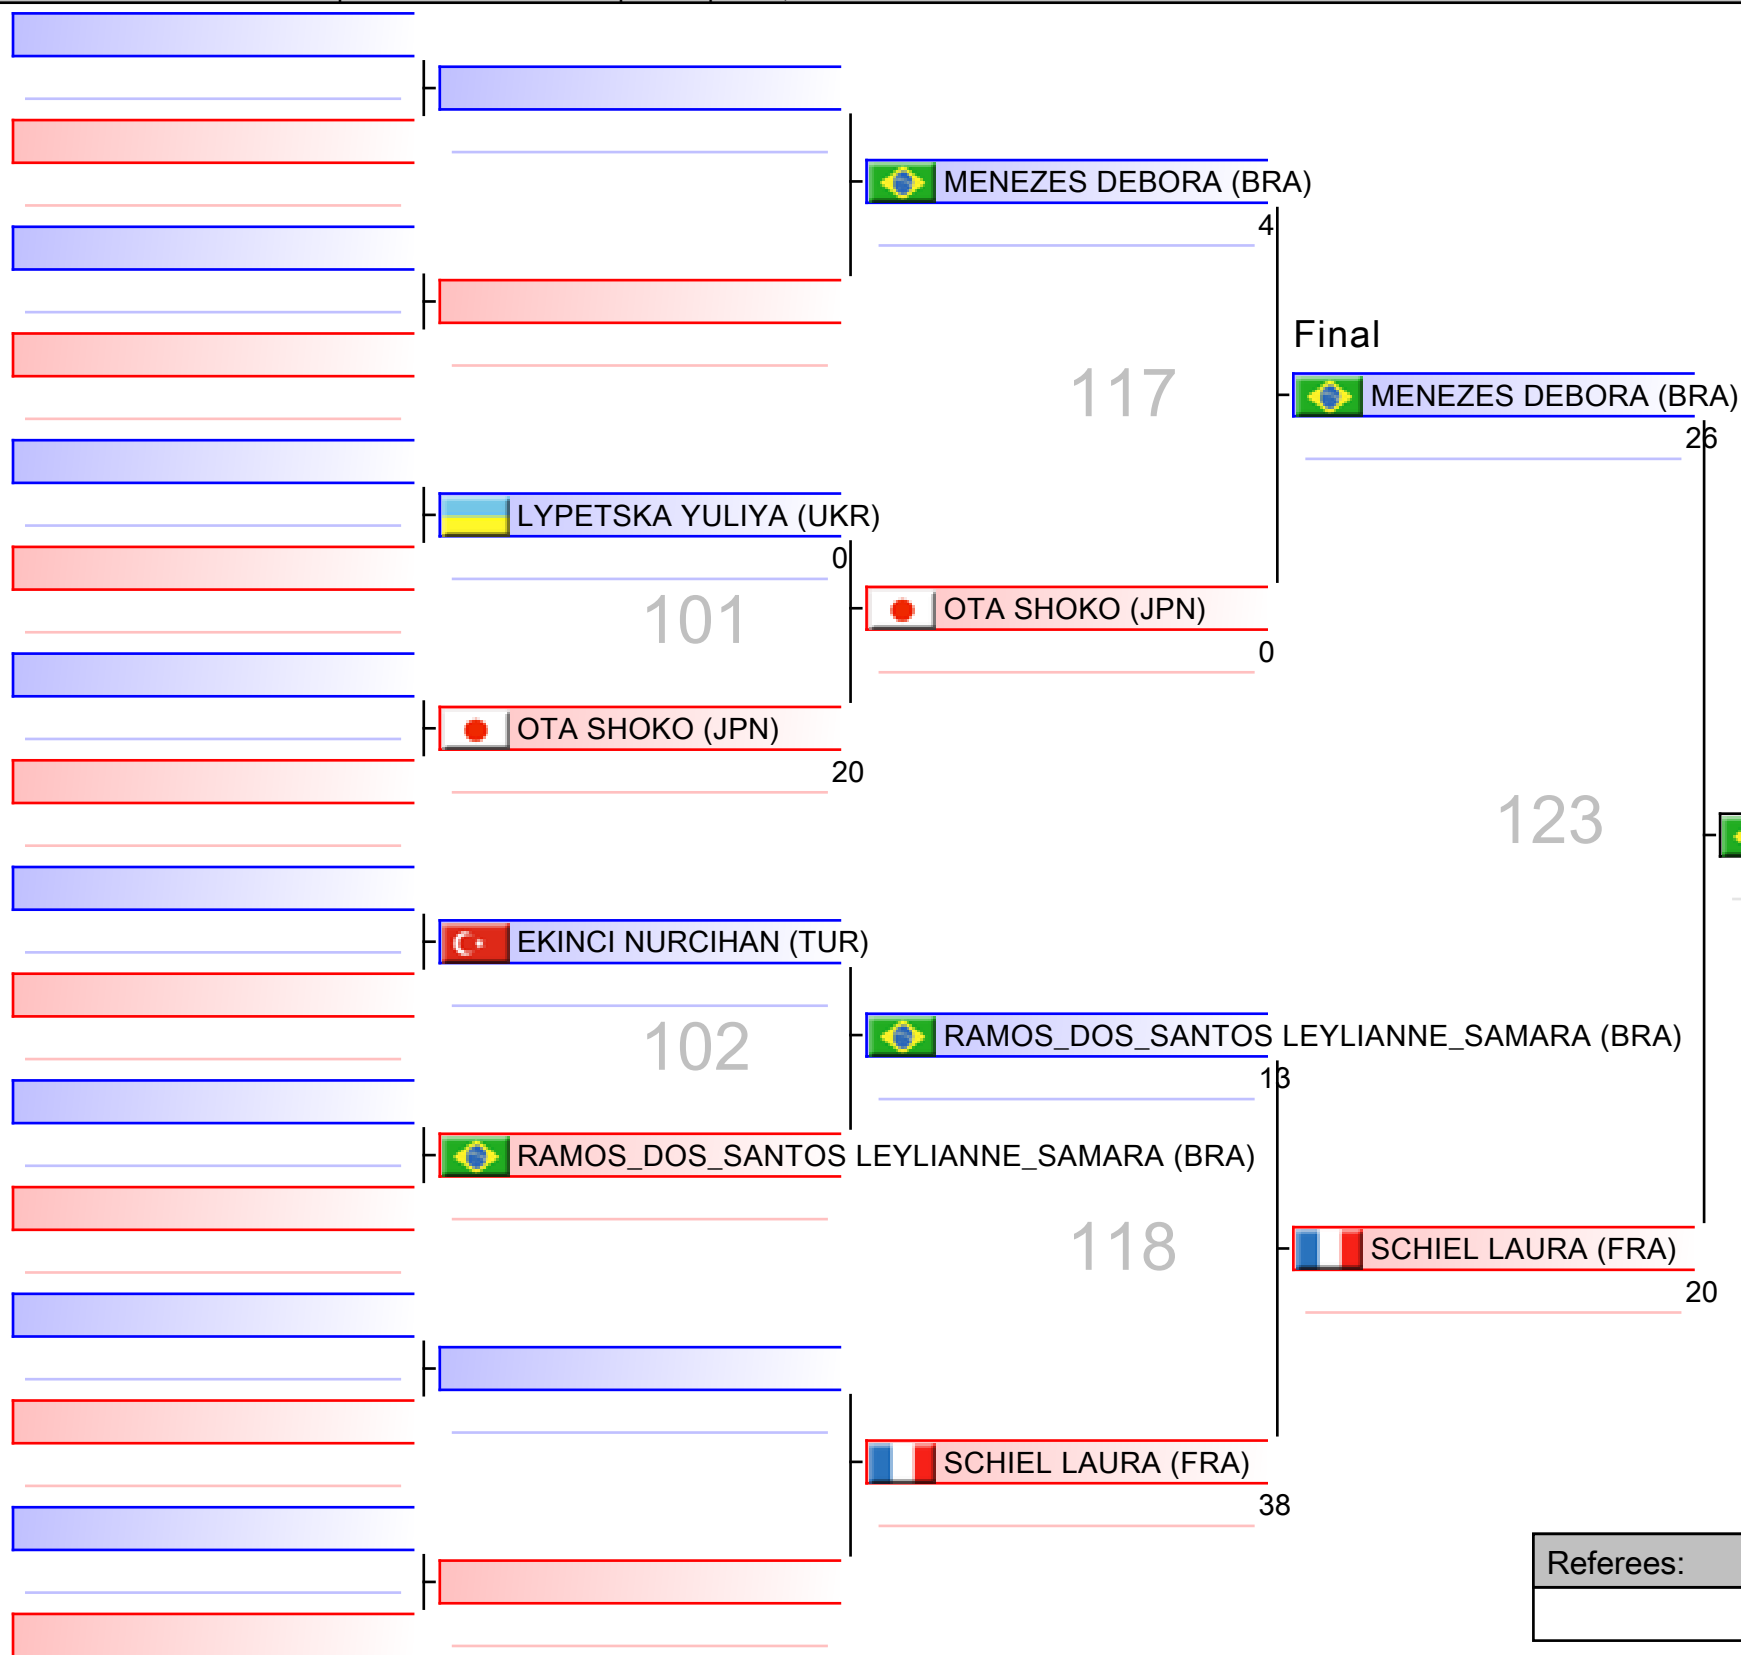 MENEZES DEBORA (BRA)
4
Final
117
MENEZES DEBORA (BRA)
26
LYPETSKA YULIYA (UKR)
0
101
OTA SHOKO (JPN)
0
OTA SHOKO (JPN)
20
123
EKINCI NURCIHAN (TUR)
102
RAMOS_DOS_SANTOS LEYLIANNE_SAMARA (BRA)
13
RAMOS_DOS_SANTOS LEYLIANNE_SAMARA (BRA)
118
SCHIEL LAURA (FRA)
20
SCHIEL LAURA (FRA)
38
Referees: